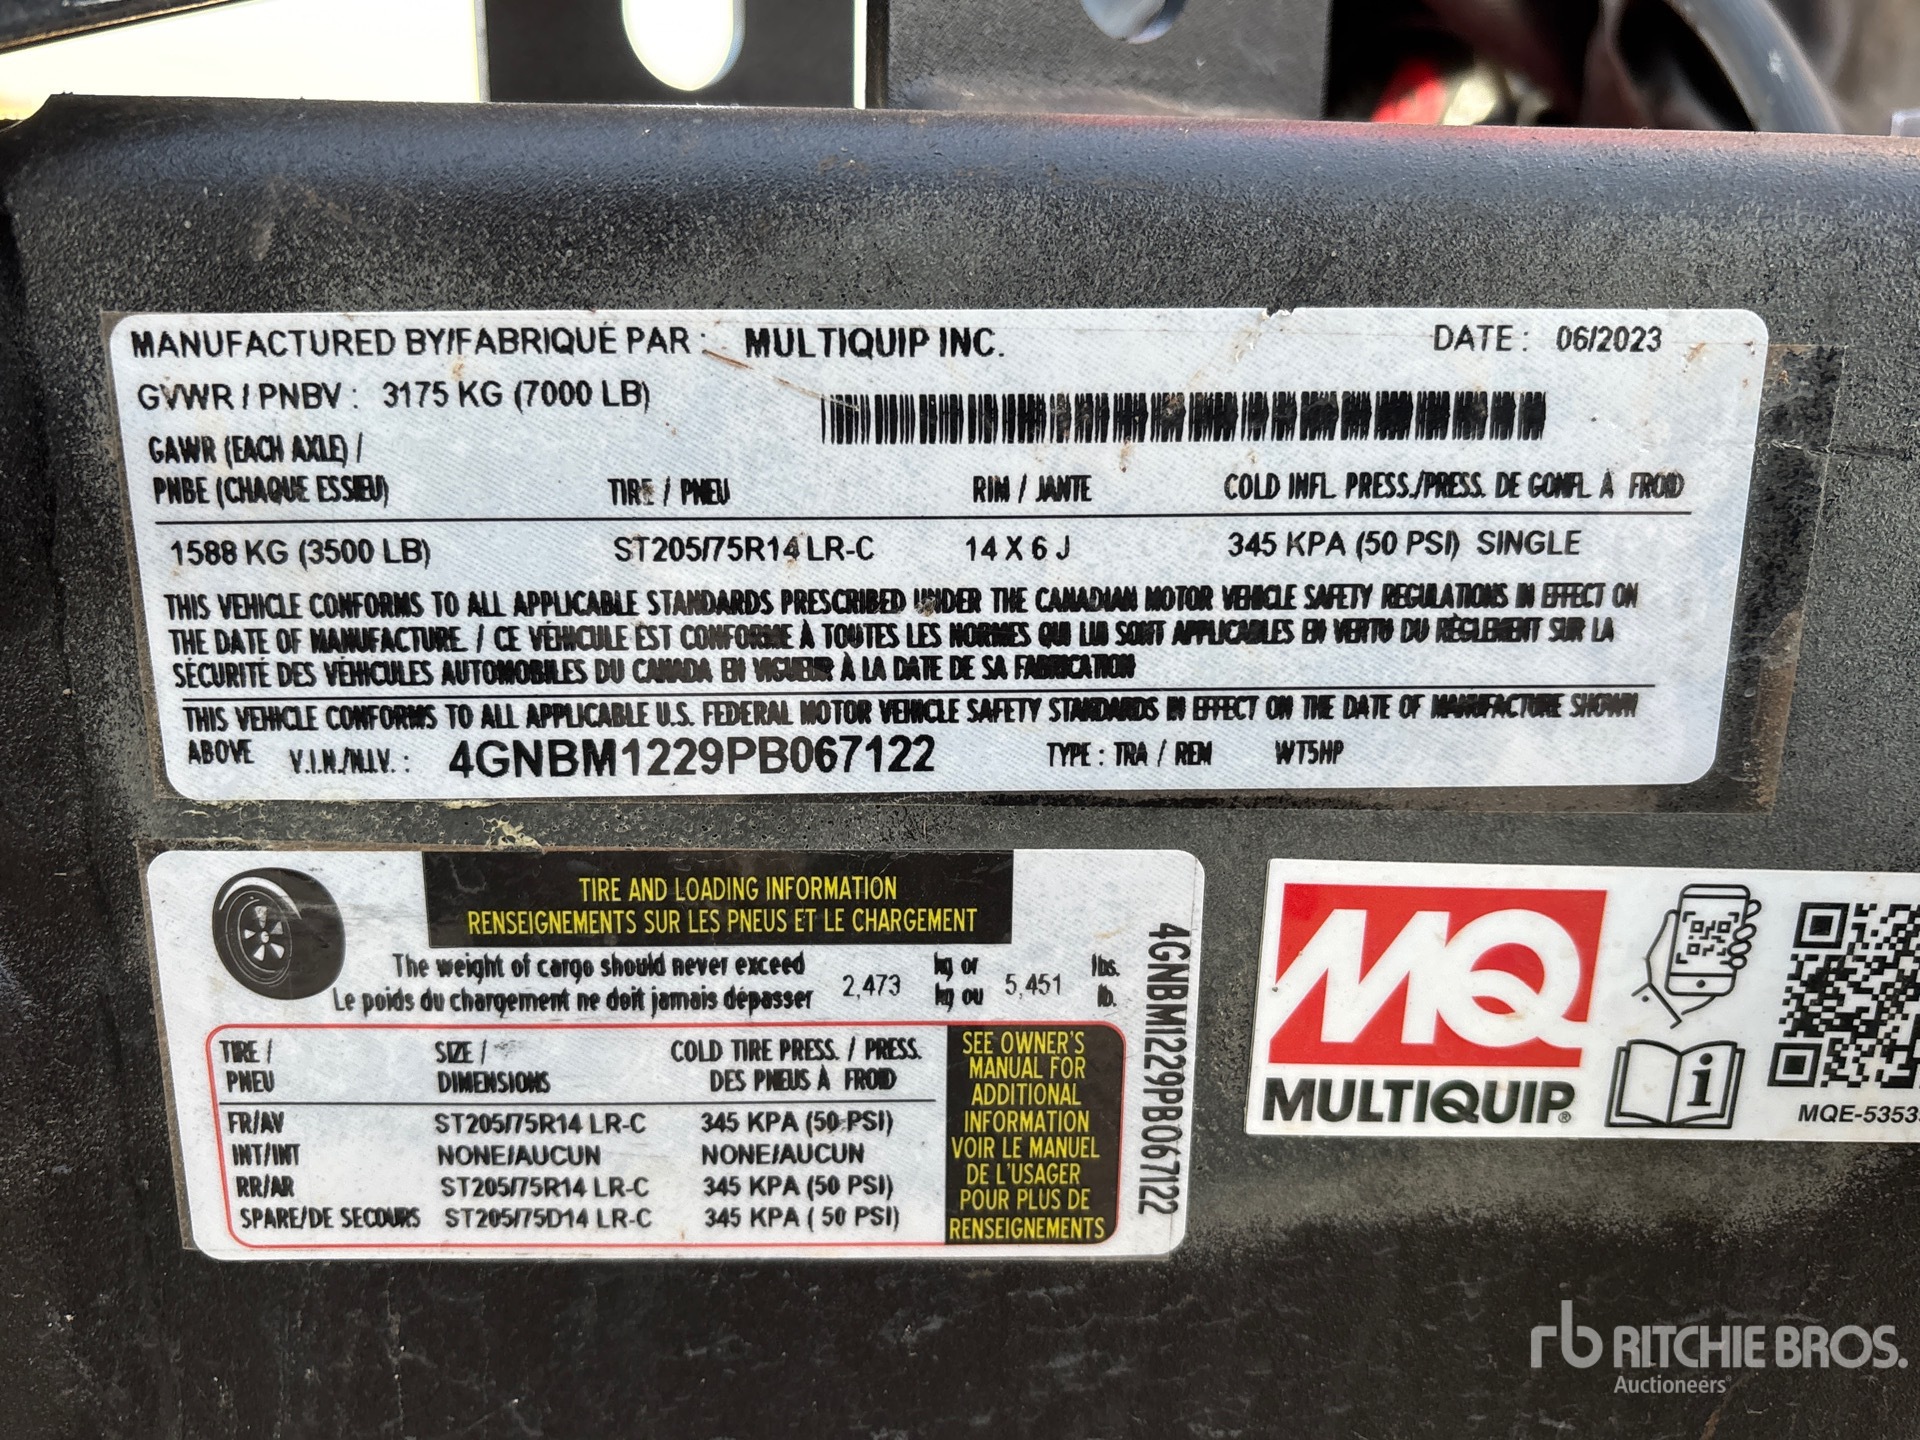 MANUFACTURED BY/FABRIQUÉ PAR : MULTIQUIP INC. DATE : 06/2023
GVWR / PNBV : 3175 KG (7000 LB)
GAWR (EACH AXLE) /
PNBE (CHAQUE ESSIEU) TIRE / PNEU RIM / JANTE COLD INFL. PRESS./PRESS. DE GONFL. À FROID
1588 KG (3500 LB) ST205/75R14 LR-C 14 X 6 J 345 KPA (50 PSI) SINGLE
THIS VEHICLE CONFORMS TO ALL APPLICABLE STANDARDS PRESCRIBED UNDER THE CANADIAN MOTOR VEHICLE SAFETY REGULATIONS IN EFFECT ON
THE DATE OF MANUFACTURE. / CE VÉHICULE EST CONFORME À TOUTES LES NORMES QUI LUI SONT APPLICABLES EN VERTU DU RÈGLEMENT SUR LA
SÉCURITÉ DES VÉHICULES AUTOMOBILES DU CANADA EN VIGUEUR À LA DATE DE SA FABRICATION
THIS VEHICLE CONFORMS TO ALL APPLICABLE U.S. FEDERAL MOTOR VEHICLE SAFETY STANDARDS IN EFFECT ON THE DATE OF MANUFACTURE SHOWN
ABOVE V.I.N./N.I.V. : 4GNBM1229PB067122 TYPE : TRA / REM WT5HP
TIRE AND LOADING INFORMATION
RENSEIGNEMENTS SUR LES PNEUS ET LE CHARGEMENT
The weight of cargo should never exceed 2,473 kg or 5,451 lbs.
Le poids du chargement ne doit jamais dépasser kg ou lb.
TIRE / SIZE / COLD TIRE PRESS. / PRESS.
PNEU DIMENSIONS DES PNEUS À FROID
FR/AV ST205/75R14 LR-C 345 KPA (50 PSI)
INT/INT NONE/AUCUN NONE/AUCUN
RR/AR ST205/75R14 LR-C 345 KPA (50 PSI)
SPARE/DE SECOURS ST205/75D14 LR-C 345 KPA ( 50 PSI)
SEE OWNER'S
MANUAL FOR
ADDITIONAL
INFORMATION
VOIR LE MANUEL
DE L'USAGER
POUR PLUS DE
RENSEIGNEMENTS
4GNBM1229PB067122
MQ
MULTIQUIP®
i
MQE-5353
rb RITCHIE BROS.
Auctioneers